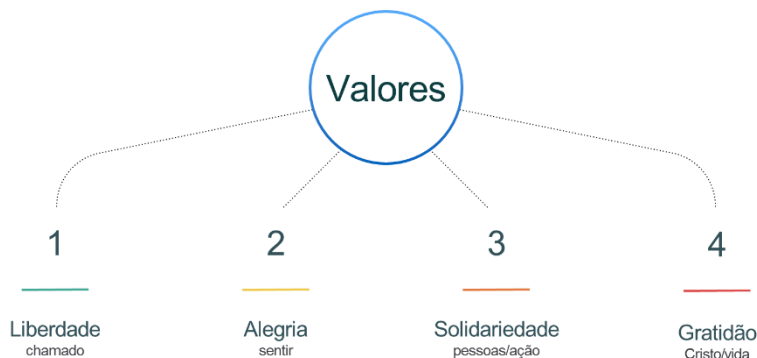 Valores
1
2
3
4
Liberdade
chamado
Alegria
sentir
Solidariedade
pessoas/ação
Gratidão
Cristo/vida